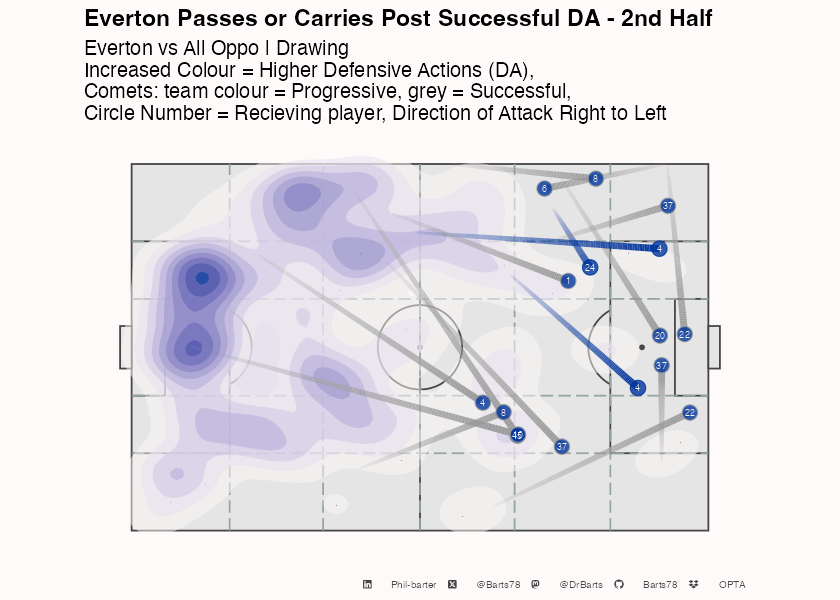 Everton Passes or Carries Post Successful DA - 2nd Half
Everton vs All Oppo | Drawing
Increased Colour = Higher Defensive Actions (DA),
Comets: team colour = Progressive, grey = Successful,
Circle Number = Recieving player, Direction of Attack Right to Left
8
6
37
4
24
1
20
22
37
4
4
8
22
45
37
Phil-barter @Barts78 @DrBarts Barts78 OPTA